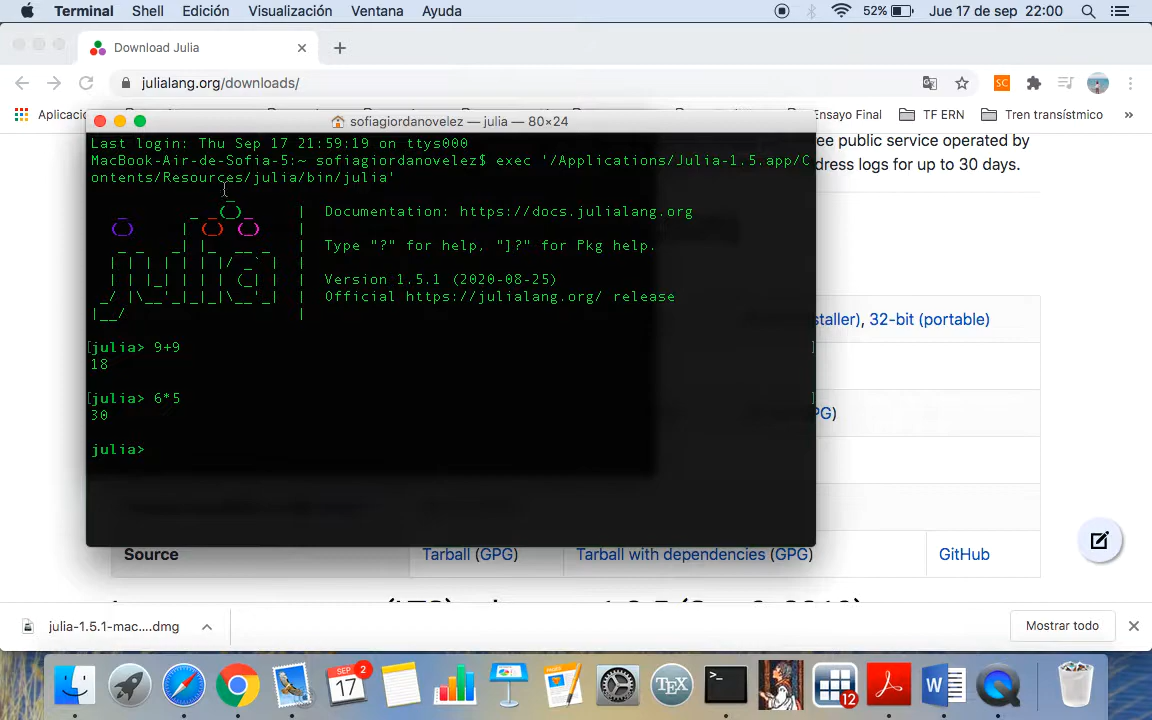 Terminal Shell Edición Visualización Ventana Ayuda 52% Jue 17 de sep 22:00
Download Julia
julialang.org/downloads/
SC
Aplicacio Ensayo Final TF ERN Tren transístmico »
sofiagiordanovelez — julia — 80×24
ee public service operated by
dress logs for up to 30 days.
Last login: Thu Sep 17 21:59:19 on ttys000
MacBook-Air-de-Sofia-5:~ sofiagiordanovelez$ exec '/Applications/Julia-1.5.app/C
ontents/Resources/julia/bin/julia'
Documentation: https://docs.julialang.org
Type "?" for help, "]?" for Pkg help.
Version 1.5.1 (2020-08-25)
Official https://julialang.org/ release
staller), 32-bit (portable)
[julia> 9+9 ]
18
[julia> 6*5 ]
30
PG)
julia>
Source Tarball (GPG) Tarball with dependencies (GPG) GitHub
julia-1.5.1-mac....dmg Mostrar todo
SEP 17 2
TEX
>_
12
W